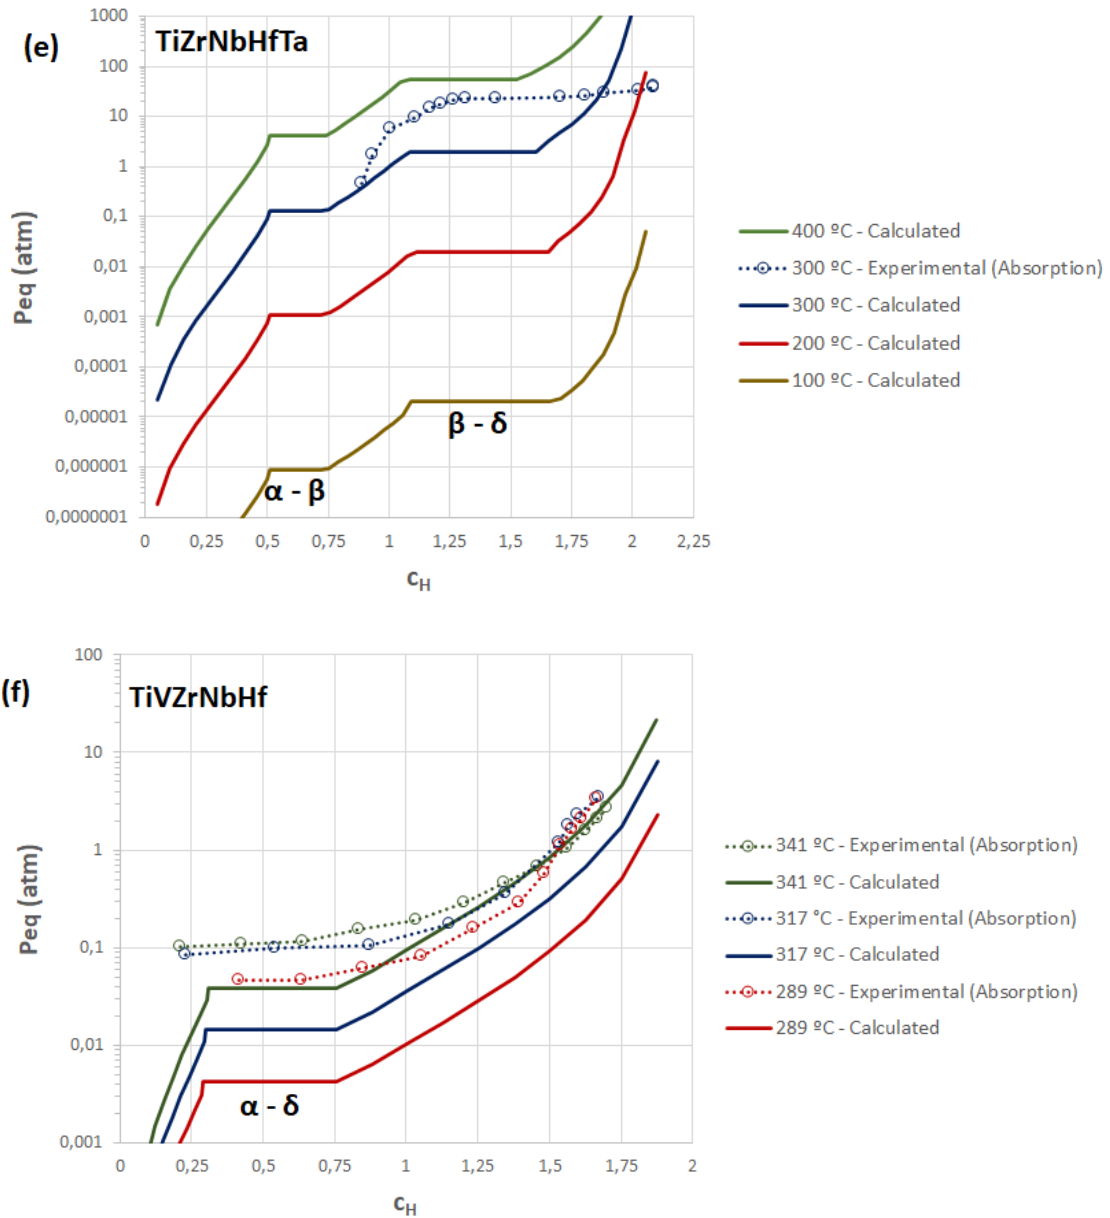 (e)
TiZrNbHfTa
1000
100
10
1
0,1
0,01
0,001
0,0001
0,00001
0,000001
0,0000001
Peq (atm)
0 0,25 0,5 0,75 1 1,25 1,5 1,75 2 2,25
cH
α - β
β - δ
400 ºC - Calculated
300 ºC - Experimental (Absorption)
300 ºC - Calculated
200 ºC - Calculated
100 ºC - Calculated
(f)
TiVZrNbHf
100
10
1
0,1
0,01
0,001
Peq (atm)
0 0,25 0,5 0,75 1 1,25 1,5 1,75 2
cH
α - δ
341 ºC - Experimental (Absorption)
341 ºC - Calculated
317 °C - Experimental (Absorption)
317 ºC - Calculated
289 ºC - Experimental (Absorption)
289 ºC - Calculated